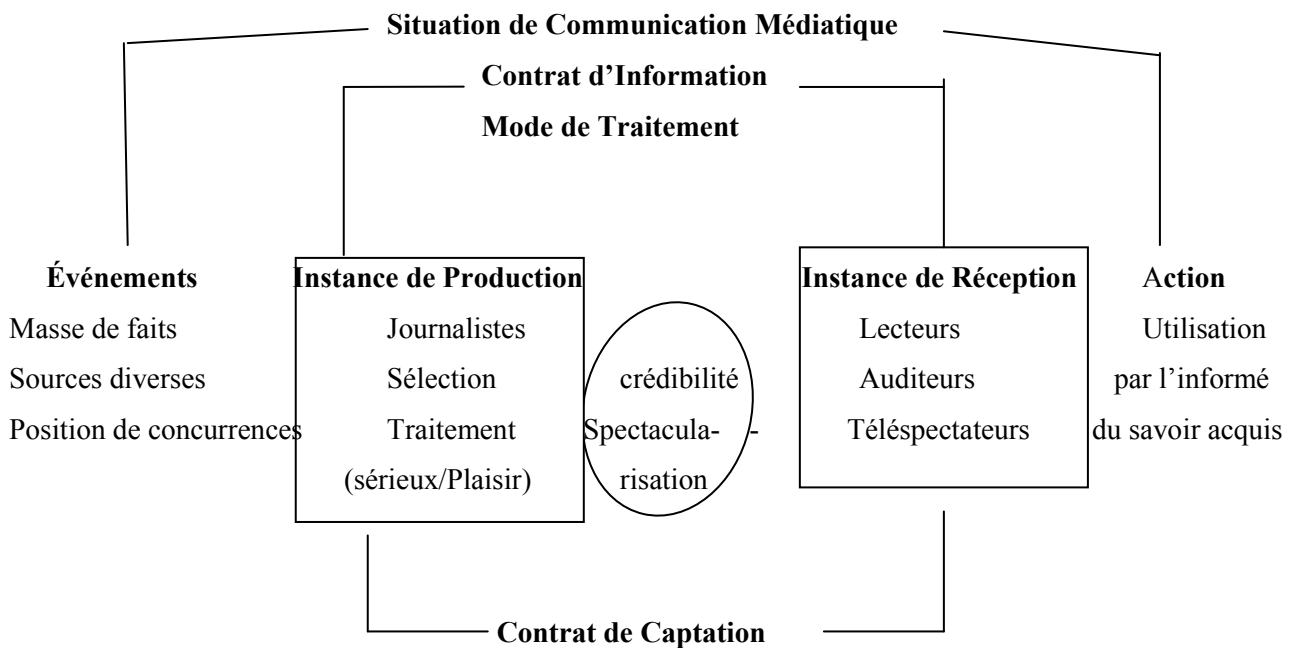 Situation de Communication Médiatique
Contrat d’Information
Mode de Traitement
Événements
Masse de faits
Sources diverses
Position de concurrences
Instance de Production
Journalistes
Sélection
Traitement
(sérieux/Plaisir)
crédibilité
Spectacula- -
risation
Instance de Réception
Lecteurs
Auditeurs
Téléspectateurs
Action
Utilisation
par l’informé
du savoir acquis
Contrat de Captation